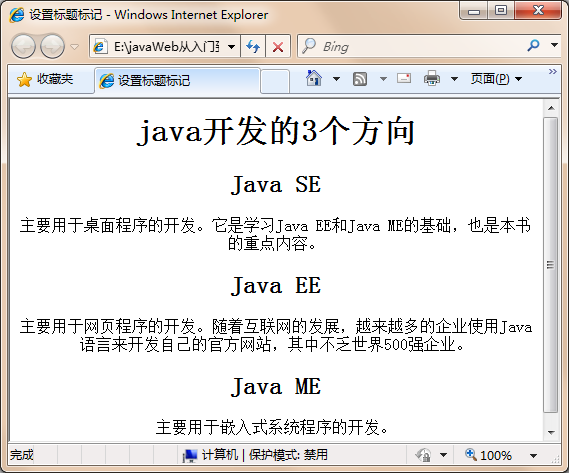 设置标题标记 - Windows Internet Explorer
E:\javaWeb从入门到
Bing
收藏夹
设置标题标记
页面(P)
java开发的3个方向
Java SE
主要用于桌面程序的开发。它是学习Java EE和Java ME的基础，也是本书
的重点内容。
Java EE
主要用于网页程序的开发。随着互联网的发展，越来越多的企业使用Java
语言来开发自己的官方网站，其中不乏世界500强企业。
Java ME
主要用于嵌入式系统程序的开发。
完成
计算机 | 保护模式: 禁用
100%